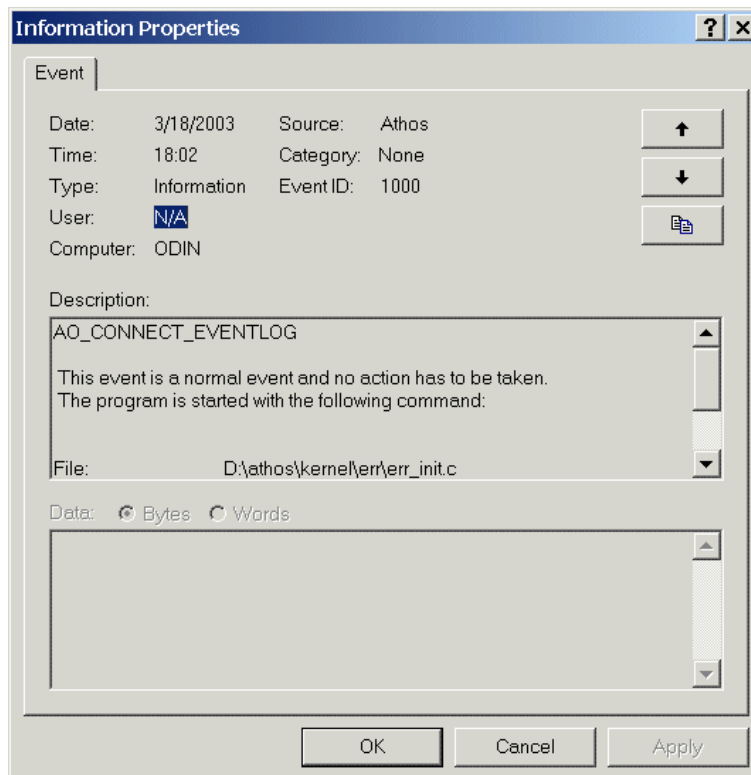 Information Properties
Event
Date: 3/18/2003 Source: Athos
Time: 18:02 Category: None
Type: Information Event ID: 1000
User: N/A
Computer: ODIN
Description:
AO_CONNECT_EVENTLOG
This event is a normal event and no action has to be taken.
The program is started with the following command:
File: D:\athos\kernel\err\err_init.c
Data: Bytes Words
OK Cancel Apply